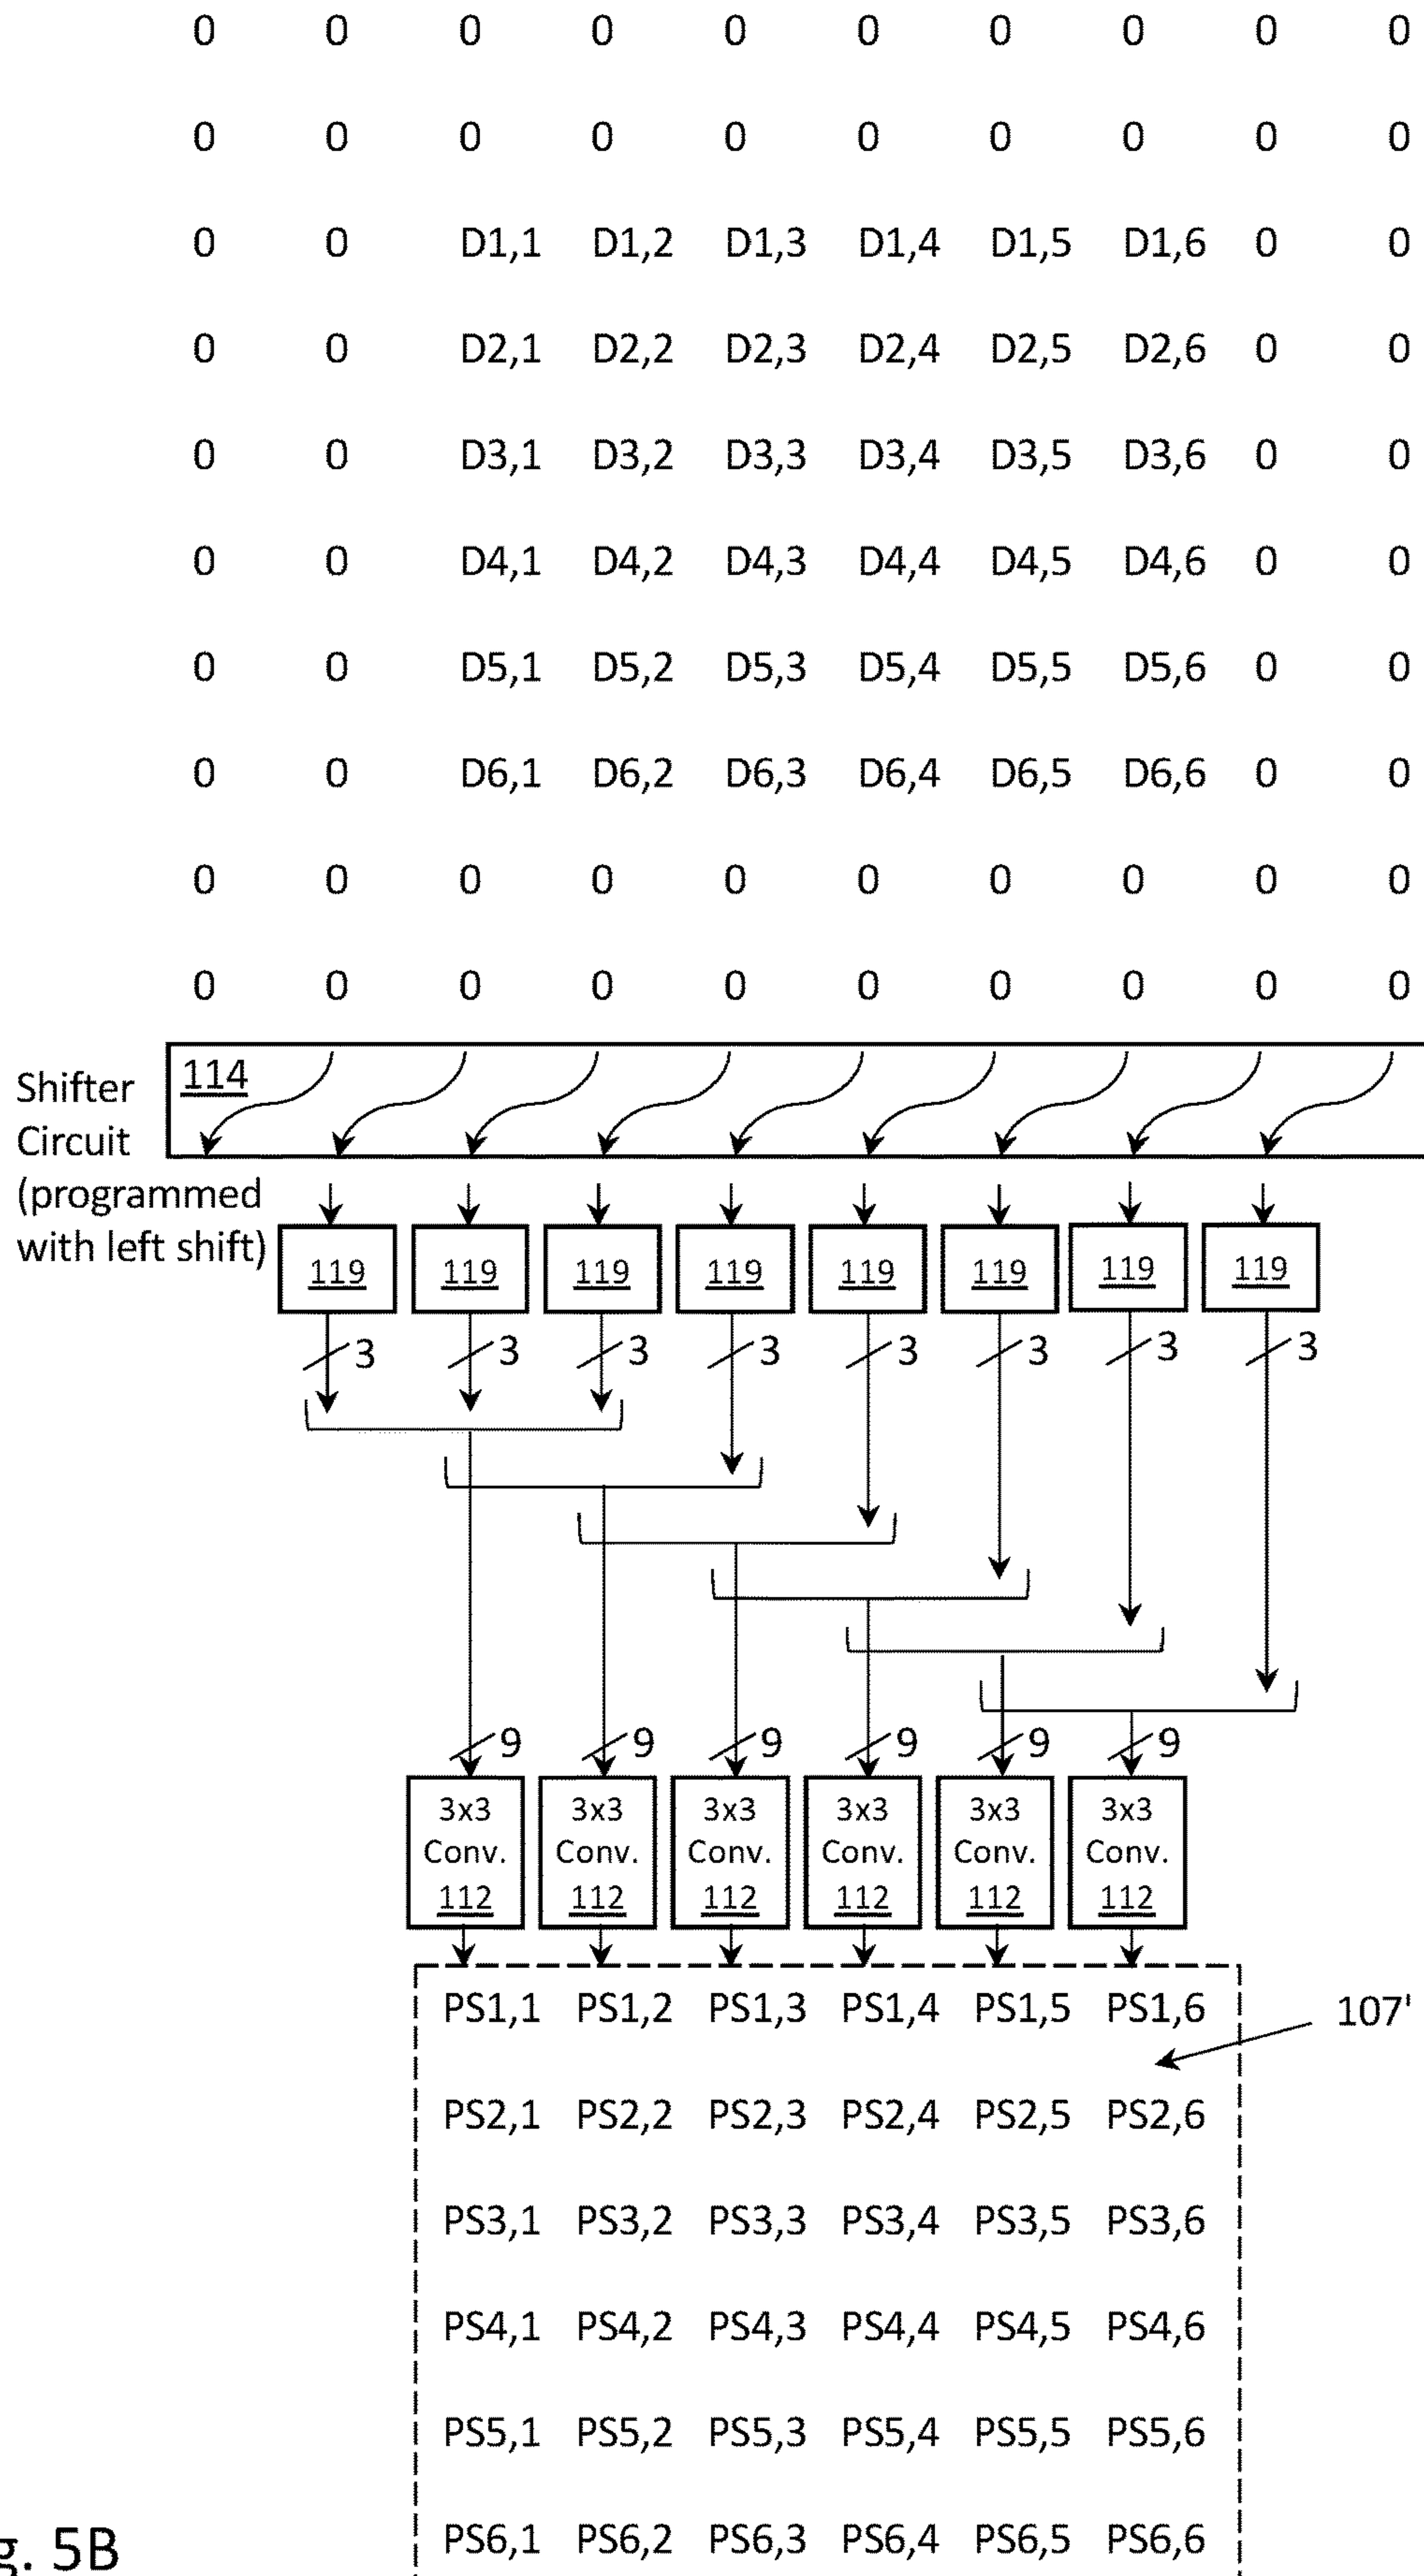 0 0 0 0 0 0 0 0 0 0
0 0 0 0 0 0 0 0 0 0
0 0 D1,1 D1,2 D1,3 D1,4 D1,5 D1,6 0 0
0 0 D2,1 D2,2 D2,3 D2,4 D2,5 D2,6 0 0
0 0 D3,1 D3,2 D3,3 D3,4 D3,5 D3,6 0 0
0 0 D4,1 D4,2 D4,3 D4,4 D4,5 D4,6 0 0
0 0 D5,1 D5,2 D5,3 D5,4 D5,5 D5,6 0 0
0 0 D6,1 D6,2 D6,3 D6,4 D6,5 D6,6 0 0
0 0 0 0 0 0 0 0 0 0
0 0 0 0 0 0 0 0 0 0
114
Shifter
Circuit
(programmed
with left shift)
119 119 119 119 119 119 119 119
3 3 3 3 3 3 3 3
9 9 9 9 9 9
3x3 3x3 3x3 3x3 3x3 3x3
Conv. Conv. Conv. Conv. Conv. Conv.
112 112 112 112 112 112
PS1,1 PS1,2 PS1,3 PS1,4 PS1,5 PS1,6
107'
PS2,1 PS2,2 PS2,3 PS2,4 PS2,5 PS2,6
PS3,1 PS3,2 PS3,3 PS3,4 PS3,5 PS3,6
PS4,1 PS4,2 PS4,3 PS4,4 PS4,5 PS4,6
PS5,1 PS5,2 PS5,3 PS5,4 PS5,5 PS5,6
PS6,1 PS6,2 PS6,3 PS6,4 PS6,5 PS6,6
g. 5B